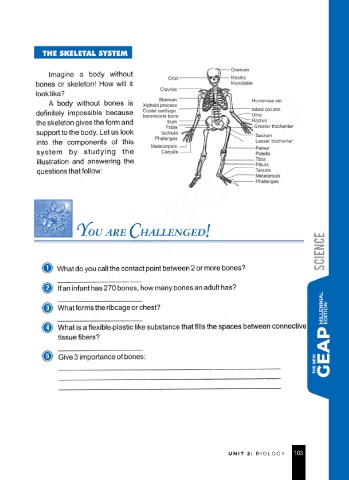 THE SKELETAL SYSTEM
Imagine a body without
bones or skeleton! How will it
look like?
A body without bones is
definitely impossible because
the skeleton gives the form and
support to the body. Let us look
into the components of this
system by studying the
illustration and answering the
questions that follow:
Cranium
Orbit
Maxilla
Mandible
Clavicle
Sternum
Xiphoid process
Costal cartilage
Innominate bone
Ilium
Pubis
Ischium
Phalanges
Metacarpals
Carpals
Humerous ver
tebral column
Ulna
Radius
Greater trochanter
Sacrum
Lesser trochanter
Femur
Patella
Tibia
Fibula
Tarsals
Metatarsals
Phalanges
YOU ARE CHALLENGED!
1 What do you call the contact point between 2 or more bones?
2 If an infant has 270 bones, how many bones an adult has?
3 What forms the ribcage or chest?
4 What is a flexible-plastic like substance that fills the spaces between connective
tissue fibers?
5 Give 3 importance of bones:
SCIENCE
THE NEW
GEAP MILLENNIAL
EDITION
UNIT 2: BIOLOGY 103